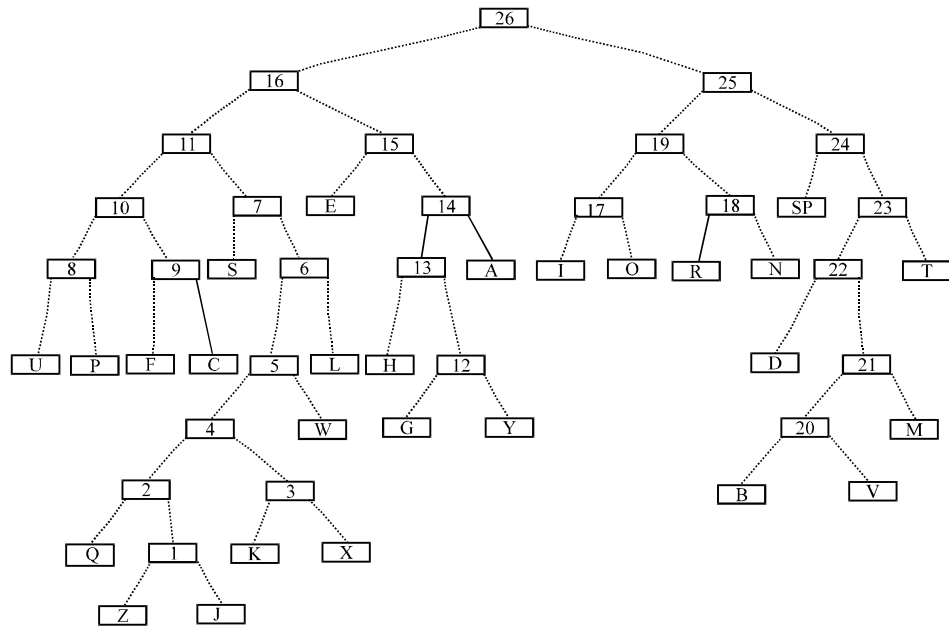 26
16 25
11 15 19 24
10 7 E 14 17 18 SP 23
8 9 S 6 13 A I O R N 22 T
U P F C 5 L H 12 D 21
4 W G Y 20 M
2 3 B V
Q 1 K X
Z J